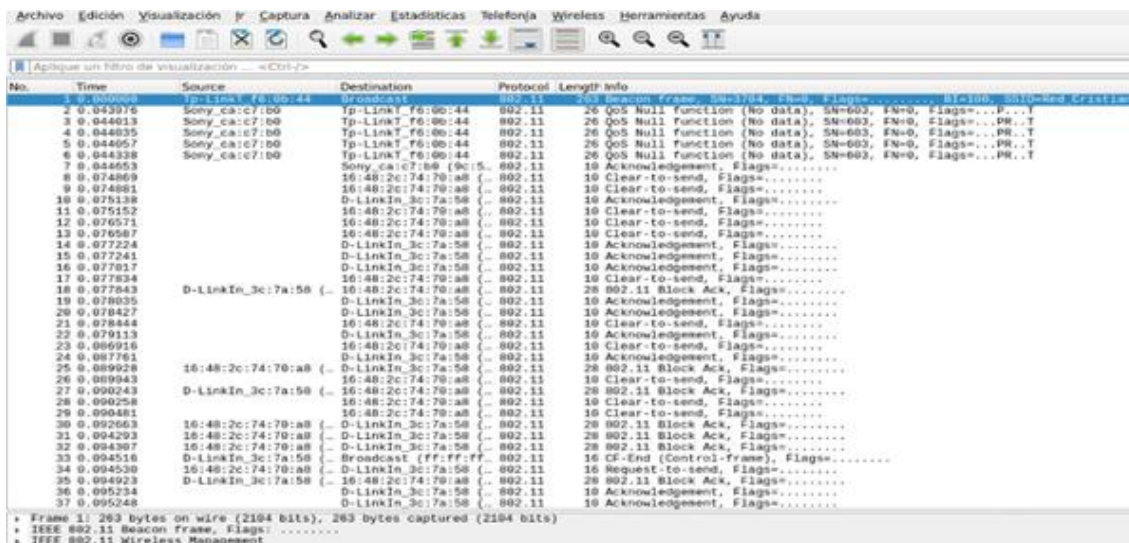 Archivo Edición Visualización Ir Captura Analizar Estadísticas Telefonía Wireless Herramientas Ayuda
Aplique un filtro de visualización ... <Ctrl-/>
No. Time Source Destination Protocol Length Info
1 0.000000 Tp-LinkT_f6:0b:44 Broadcast 802.11 263 Beacon frame, SN=3704, FN=0, Flags=........, BI=100, SSID=Red_Cristia
2 0.043976 Sony_ca:c7:b0 Tp-LinkT_f6:0b:44 802.11 26 QoS Null function (No data), SN=603, FN=0, Flags=...P...T
3 0.044013 Sony_ca:c7:b0 Tp-LinkT_f6:0b:44 802.11 26 QoS Null function (No data), SN=603, FN=0, Flags=...PR..T
4 0.044035 Sony_ca:c7:b0 Tp-LinkT_f6:0b:44 802.11 26 QoS Null function (No data), SN=603, FN=0, Flags=...PR..T
5 0.044057 Sony_ca:c7:b0 Tp-LinkT_f6:0b:44 802.11 26 QoS Null function (No data), SN=603, FN=0, Flags=...PR..T
6 0.044338 Sony_ca:c7:b0 Tp-LinkT_f6:0b:44 802.11 26 QoS Null function (No data), SN=603, FN=0, Flags=...PR..T
7 0.044653 Sony_ca:c7:b0 (9c:5… 802.11 10 Acknowledgement, Flags=........
8 0.074869 16:48:2c:74:70:a8 (… 802.11 10 Clear-to-send, Flags=........
9 0.074881 16:48:2c:74:70:a8 (… 802.11 10 Clear-to-send, Flags=........
10 0.075138 D-LinkIn_3c:7a:58 (… 802.11 10 Acknowledgement, Flags=........
11 0.075152 16:48:2c:74:70:a8 (… 802.11 10 Clear-to-send, Flags=........
12 0.076571 16:48:2c:74:70:a8 (… 802.11 10 Clear-to-send, Flags=........
13 0.076587 16:48:2c:74:70:a8 (… 802.11 10 Clear-to-send, Flags=........
14 0.077224 D-LinkIn_3c:7a:58 (… 802.11 10 Acknowledgement, Flags=........
15 0.077241 D-LinkIn_3c:7a:58 (… 802.11 10 Acknowledgement, Flags=........
16 0.077817 D-LinkIn_3c:7a:58 (… 802.11 10 Acknowledgement, Flags=........
17 0.077834 16:48:2c:74:70:a8 (… 802.11 10 Clear-to-send, Flags=........
18 0.077843 D-LinkIn_3c:7a:58 (… 16:48:2c:74:70:a8 (… 802.11 28 802.11 Block Ack, Flags=........
19 0.078035 D-LinkIn_3c:7a:58 (… 802.11 10 Acknowledgement, Flags=........
20 0.078427 D-LinkIn_3c:7a:58 (… 802.11 10 Acknowledgement, Flags=........
21 0.078444 16:48:2c:74:70:a8 (… 802.11 10 Clear-to-send, Flags=........
22 0.079113 D-LinkIn_3c:7a:58 (… 802.11 10 Acknowledgement, Flags=........
23 0.086916 16:48:2c:74:70:a8 (… 802.11 10 Clear-to-send, Flags=........
24 0.087761 D-LinkIn_3c:7a:58 (… 802.11 10 Acknowledgement, Flags=........
25 0.089928 16:48:2c:74:70:a8 (… D-LinkIn_3c:7a:58 (… 802.11 28 802.11 Block Ack, Flags=........
26 0.089943 16:48:2c:74:70:a8 (… 802.11 10 Clear-to-send, Flags=........
27 0.090243 D-LinkIn_3c:7a:58 (… 16:48:2c:74:70:a8 (… 802.11 28 802.11 Block Ack, Flags=........
28 0.090258 16:48:2c:74:70:a8 (… 802.11 10 Clear-to-send, Flags=........
29 0.090481 16:48:2c:74:70:a8 (… 802.11 10 Clear-to-send, Flags=........
30 0.092663 16:48:2c:74:70:a8 (… D-LinkIn_3c:7a:58 (… 802.11 28 802.11 Block Ack, Flags=........
31 0.094293 16:48:2c:74:70:a8 (… D-LinkIn_3c:7a:58 (… 802.11 28 802.11 Block Ack, Flags=........
32 0.094307 16:48:2c:74:70:a8 (… D-LinkIn_3c:7a:58 (… 802.11 28 802.11 Block Ack, Flags=........
33 0.094516 D-LinkIn_3c:7a:58 (… Broadcast (ff:ff:ff… 802.11 16 CF-End (Control-frame), Flags=........
34 0.094530 16:48:2c:74:70:a8 (… D-LinkIn_3c:7a:58 (… 802.11 16 Request-to-send, Flags=........
35 0.094923 D-LinkIn_3c:7a:58 (… 16:48:2c:74:70:a8 (… 802.11 28 802.11 Block Ack, Flags=........
36 0.095234 D-LinkIn_3c:7a:58 (… 802.11 10 Acknowledgement, Flags=........
37 0.095248 D-LinkIn_3c:7a:58 (… 802.11 10 Acknowledgement, Flags=........
Frame 1: 263 bytes on wire (2104 bits), 263 bytes captured (2104 bits)
IEEE 802.11 Beacon frame, Flags: ........
IEEE 802.11 Wireless Management